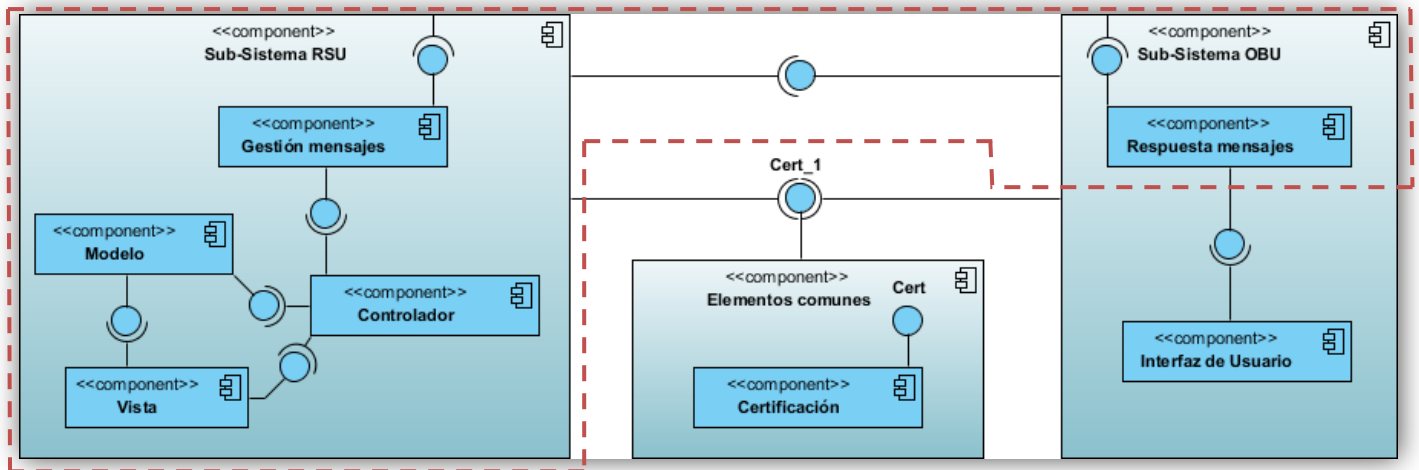 <<component>>
Sub-Sistema RSU
<<component>>
Gestión mensajes
<<component>>
Modelo
<<component>>
Controlador
<<component>>
Vista
Cert_1
<<component>>
Elementos comunes
Cert
<<component>>
Certificación
<<component>>
Sub-Sistema OBU
<<component>>
Respuesta mensajes
<<component>>
Interfaz de Usuario